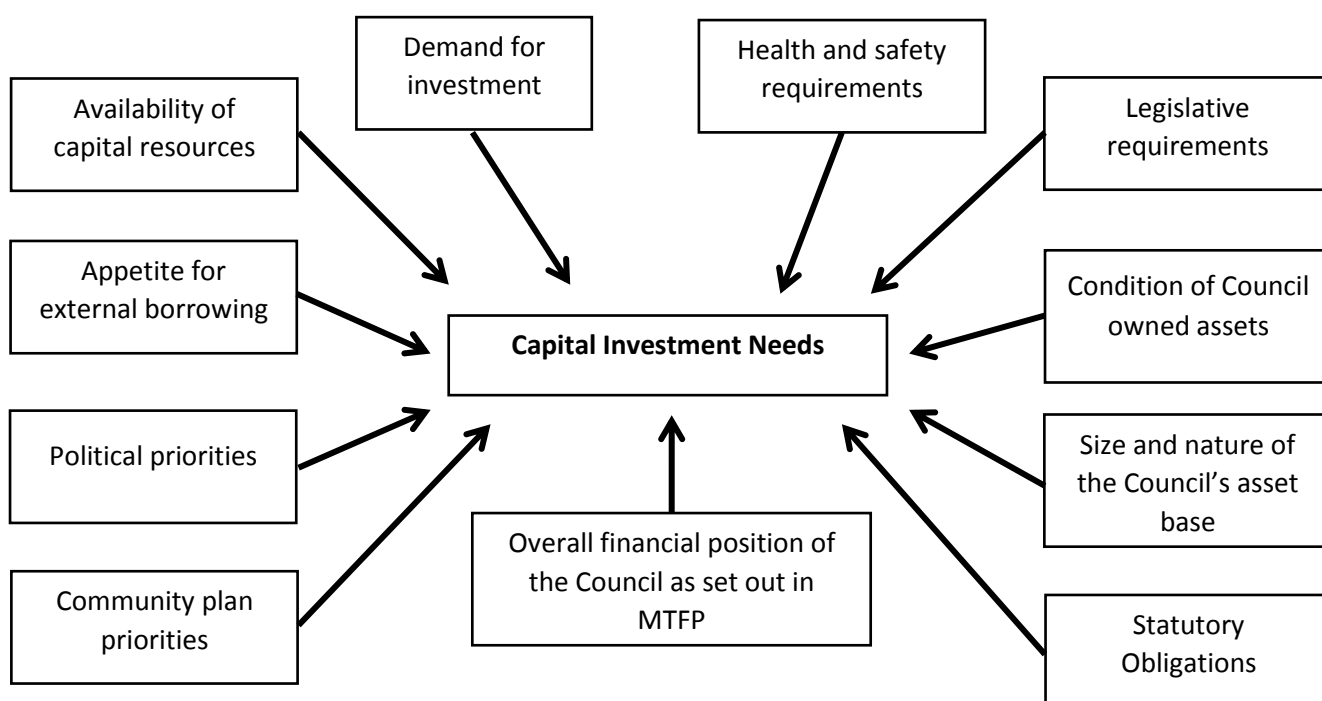 Demand for
investment
Health and safety
requirements
Availability of
capital resources
Legislative
requirements
Appetite for
external borrowing
Condition of Council
owned assets
Capital Investment Needs
Political priorities
Size and nature of
the Council’s asset
base
Overall financial position of
the Council as set out in
MTFP
Community plan
priorities
Statutory
Obligations